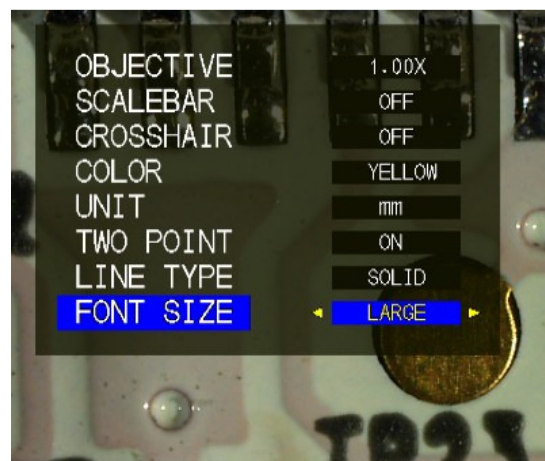 OBJECTIVE 1.00X
SCALEBAR OFF
CROSSHAIR OFF
COLOR YELLOW
UNIT mm
TWO POINT ON
LINE TYPE SOLID
FONT SIZE LARGE